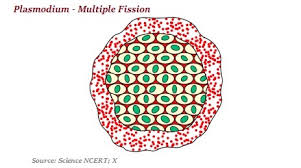 Plasmodium - Multiple Fission
Source: Science NCERT; X